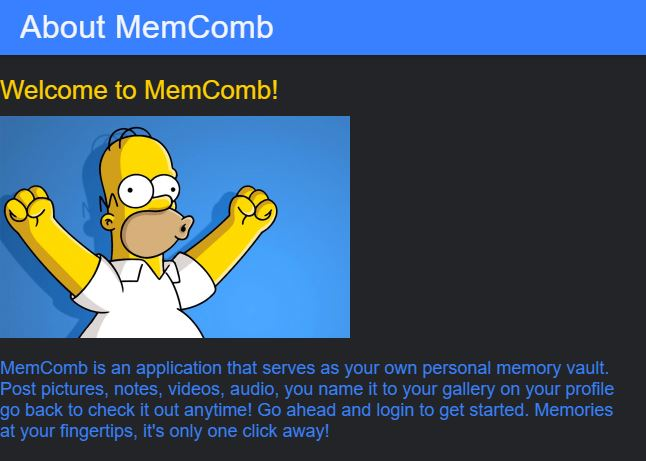 About MemComb
Welcome to MemComb!
MemComb is an application that serves as your own personal memory vault.
Post pictures, notes, videos, audio, you name it to your gallery on your profile
go back to check it out anytime! Go ahead and login to get started. Memories
at your fingertips, it's only one click away!